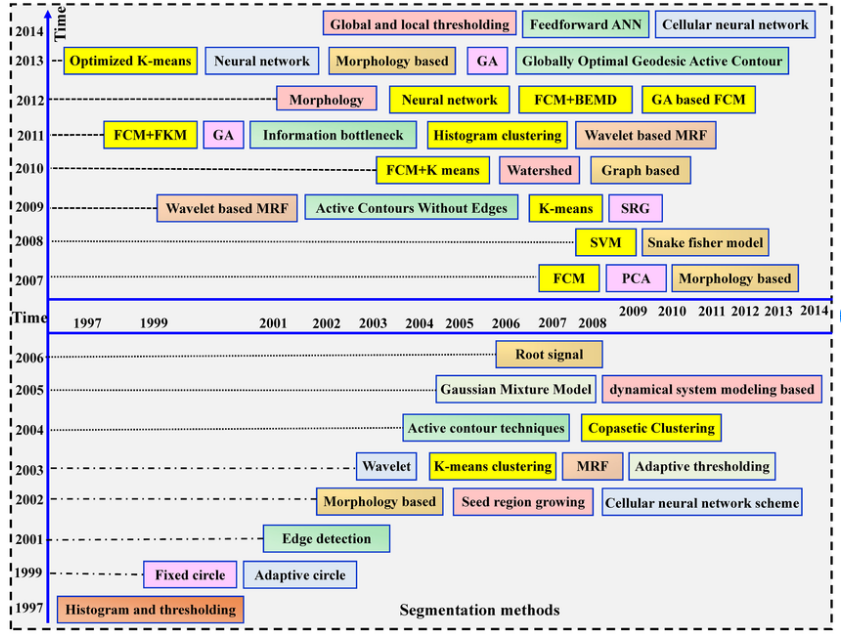 Time
2014 Global and local thresholding Feedforward ANN Cellular neural network
2013 Optimized K-means Neural network Morphology based GA Globally Optimal Geodesic Active Contour
2012 Morphology Neural network FCM+BEMD GA based FCM
2011 FCM+FKM GA Information bottleneck Histogram clustering Wavelet based MRF
2010 FCM+K means Watershed Graph based
2009 Wavelet based MRF Active Contours Without Edges K-means SRG
2008 SVM Snake fisher model
2007 FCM PCA Morphology based
Time 1997 1999 2001 2002 2003 2004 2005 2006 2007 2008 2009 2010 2011 2012 2013 2014
2006 Root signal
2005 Gaussian Mixture Model dynamical system modeling based
2004 Active contour techniques Copasetic Clustering
2003 Wavelet K-means clustering MRF Adaptive thresholding
2002 Morphology based Seed region growing Cellular neural network scheme
2001 Edge detection
1999 Fixed circle Adaptive circle
1997 Histogram and thresholding Segmentation methods